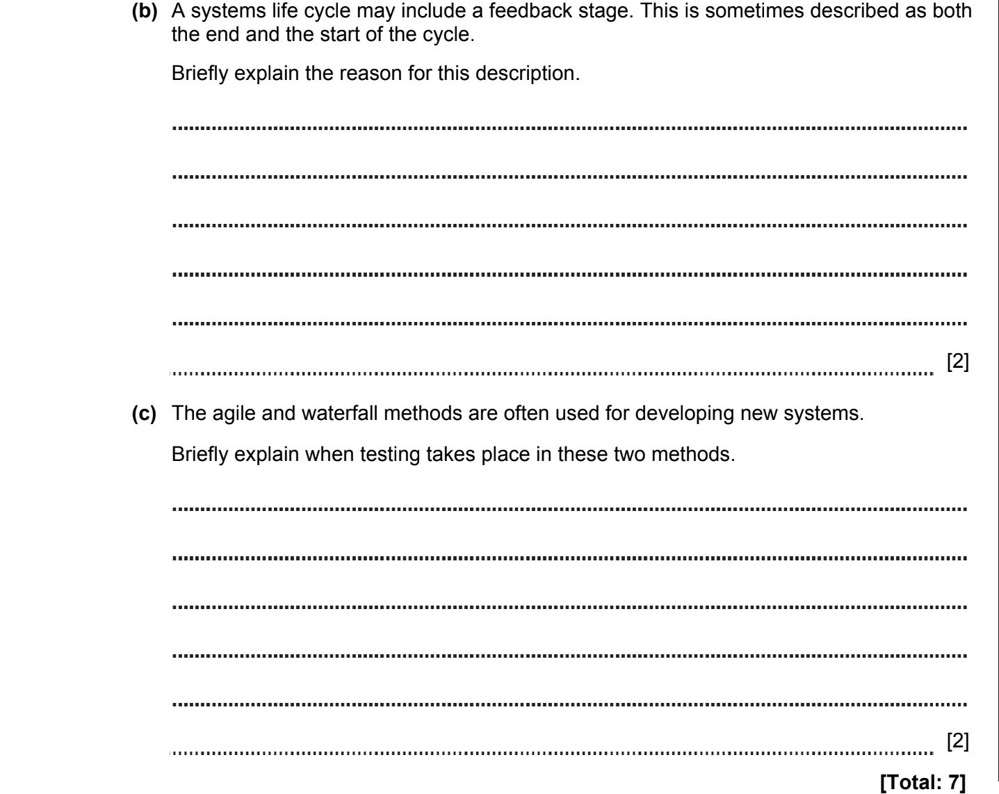 (b) A systems life cycle may include a feedback stage. This is sometimes described as both
the end and the start of the cycle.
Briefly explain the reason for this description.
[2]
(c) The agile and waterfall methods are often used for developing new systems.
Briefly explain when testing takes place in these two methods.
[2]
[Total: 7]